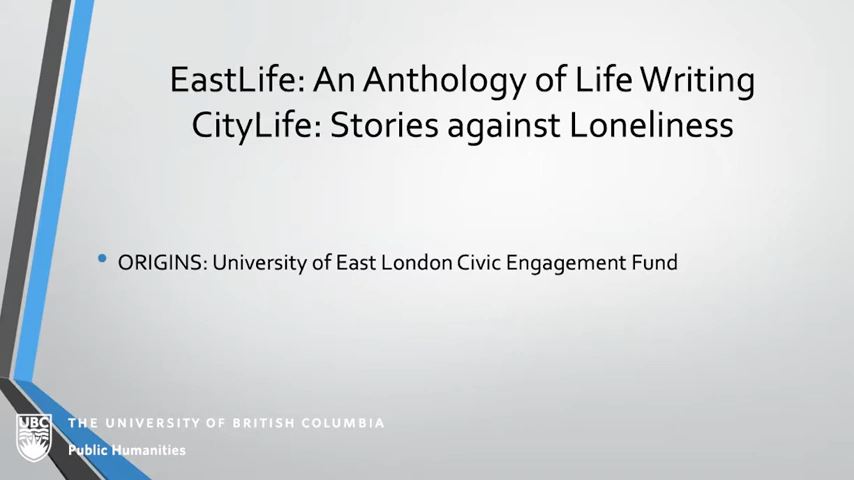 EastLife: An Anthology of Life Writing
CityLife: Stories against Loneliness
• ORIGINS: University of East London Civic Engagement Fund
UBC
THE UNIVERSITY OF BRITISH COLUMBIA
Public Humanities